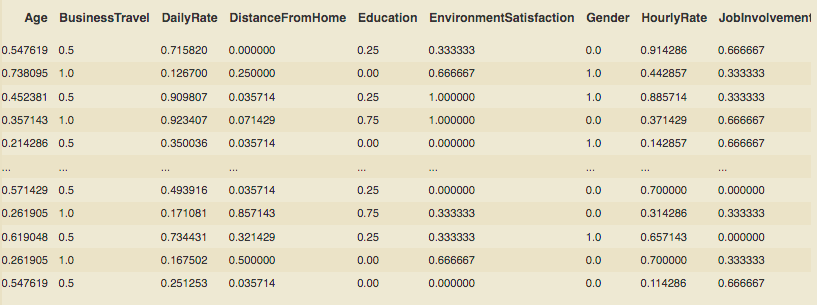 Age BusinessTravel DailyRate DistanceFromHome Education EnvironmentSatisfaction Gender HourlyRate JobInvolvement
0.547619 0.5 0.715820 0.000000 0.25 0.333333 0.0 0.914286 0.666667
0.738095 1.0 0.126700 0.250000 0.00 0.666667 1.0 0.442857 0.333333
0.452381 0.5 0.909807 0.035714 0.25 1.000000 1.0 0.885714 0.333333
0.357143 1.0 0.923407 0.071429 0.75 1.000000 0.0 0.371429 0.666667
0.214286 0.5 0.350036 0.035714 0.00 0.000000 1.0 0.142857 0.666667
... ... ... ... ... ... ... ... ...
0.571429 0.5 0.493916 0.035714 0.25 0.000000 0.0 0.700000 0.000000
0.261905 1.0 0.171081 0.857143 0.75 0.333333 0.0 0.314286 0.333333
0.619048 0.5 0.734431 0.321429 0.25 0.333333 1.0 0.657143 0.000000
0.261905 1.0 0.167502 0.500000 0.00 0.666667 0.0 0.700000 0.333333
0.547619 0.5 0.251253 0.035714 0.00 0.000000 0.0 0.114286 0.666667